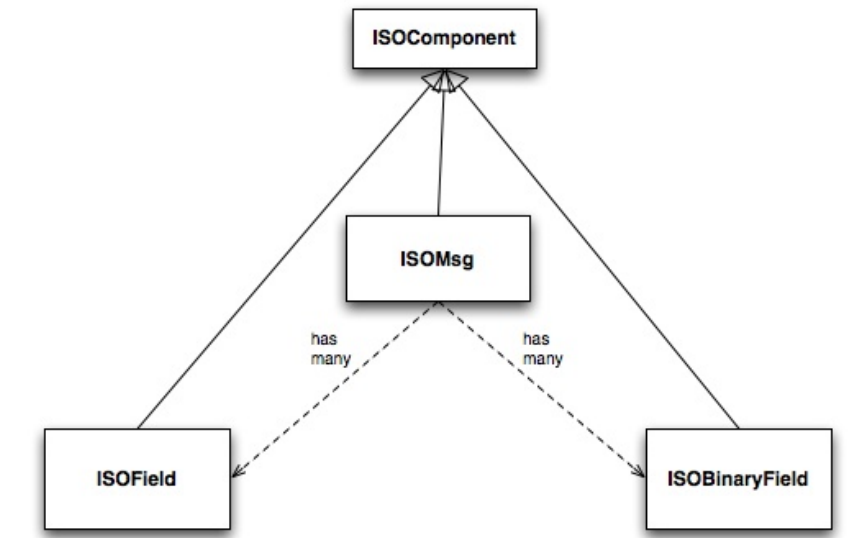 ISOComponent
ISOMsg
has
many
has
many
ISOField
ISOBinaryField